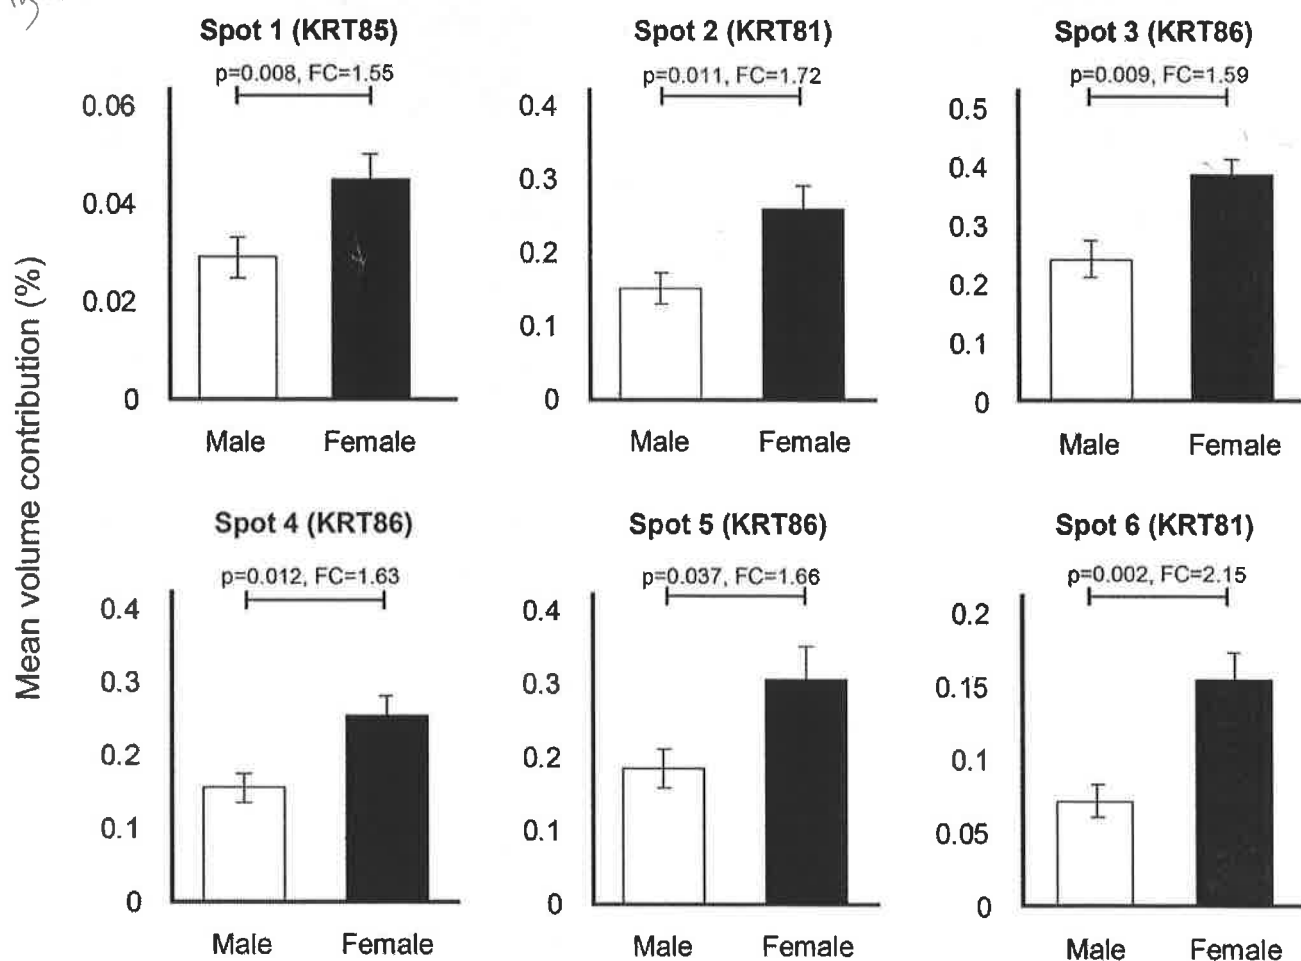 Spot 1 (KRT85)
p=0.008, FC=1.55
0.06
0.04
0.02
0
Male Female
Spot 2 (KRT81)
p=0.011, FC=1.72
0.4
0.3
0.2
0.1
0
Male Female
Spot 3 (KRT86)
p=0.009, FC=1.59
0.5
0.4
0.3
0.2
0.1
0
Male Female
Mean volume contribution (%)
Spot 4 (KRT86)
p=0.012, FC=1.63
0.4
0.3
0.2
0.1
0
Male Female
Spot 5 (KRT86)
p=0.037, FC=1.66
0.4
0.3
0.2
0.1
0
Male Female
Spot 6 (KRT81)
p=0.002, FC=2.15
0.2
0.15
0.1
0.05
0
Male Female